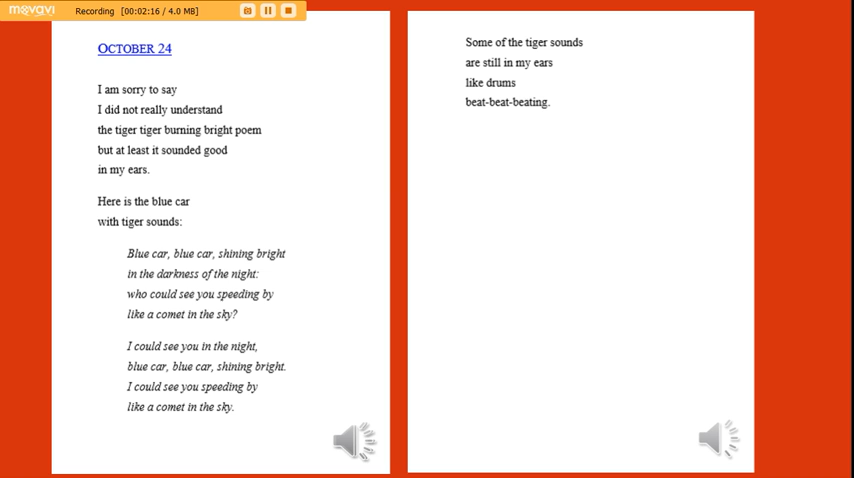 movavi
Recording [00:02:16 / 4.0 MB]
OCTOBER 24
I am sorry to say
I did not really understand
the tiger tiger burning bright poem
but at least it sounded good
in my ears.
Here is the blue car
with tiger sounds:
Blue car, blue car, shining bright
in the darkness of the night:
who could see you speeding by
like a comet in the sky?
I could see you in the night,
blue car, blue car, shining bright.
I could see you speeding by
like a comet in the sky.
Some of the tiger sounds
are still in my ears
like drums
beat-beat-beating.